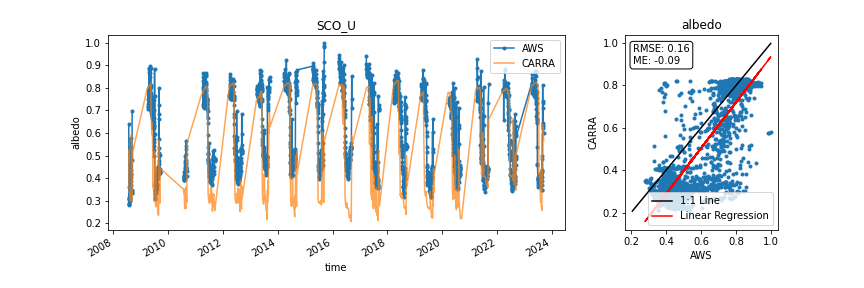 SCO_U
albedo
1.0
0.9
0.8
0.7
0.6
0.5
0.4
0.3
0.2
albedo
AWS
CARRA
2008
2010
2012
2014
2016
2018
2020
2022
2024
time
albedo
RMSE: 0.16
ME: -0.09
1.0
0.8
0.6
0.4
0.2
CARRA
1:1 Line
Linear Regression
0.2
0.4
0.6
0.8
1.0
AWS